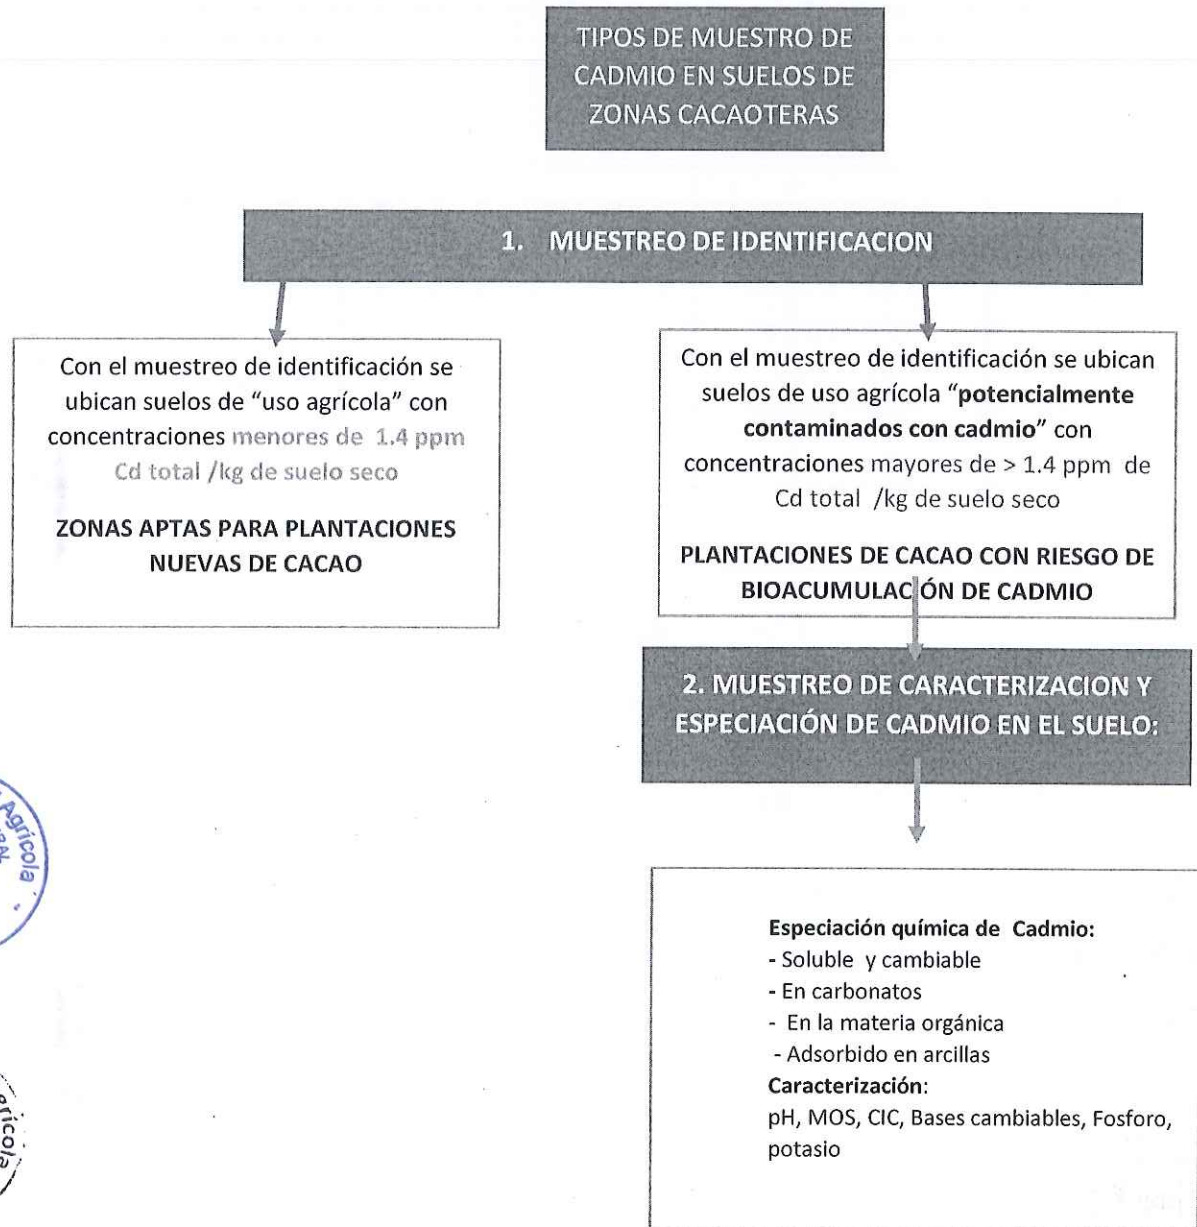 TIPOS DE MUESTRO DE
CADMIO EN SUELOS DE
ZONAS CACAOTERAS
1. MUESTREO DE IDENTIFICACION
Con el muestreo de identificación se
ubican suelos de “uso agrícola” con
concentraciones menores de 1.4 ppm
Cd total /kg de suelo seco
ZONAS APTAS PARA PLANTACIONES
NUEVAS DE CACAO
Con el muestreo de identificación se ubican
suelos de uso agrícola “potencialmente
contaminados con cadmio” con
concentraciones mayores de > 1.4 ppm de
Cd total /kg de suelo seco
PLANTACIONES DE CACAO CON RIESGO DE
BIOACUMULACIÓN DE CADMIO
2. MUESTREO DE CARACTERIZACION Y
ESPECIACIÓN DE CADMIO EN EL SUELO:
Agrícola
Especiación química de Cadmio:
- Soluble y cambiable
- En carbonatos
- En la materia orgánica
- Adsorbido en arcillas
Caracterización:
pH, MOS, CIC, Bases cambiables, Fosforo,
potasio